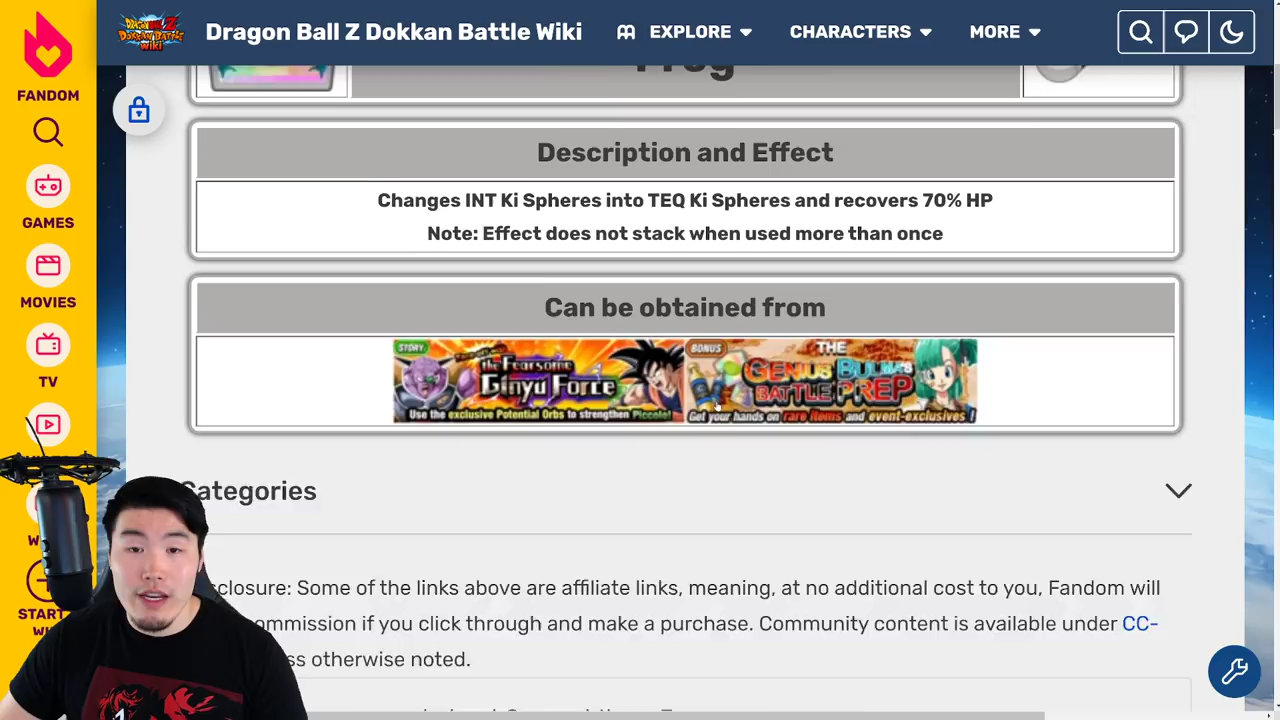 Dragon Ball Z Dokkan Battle Wiki
EXPLORE
CHARACTERS
MORE
FANDOM
GAMES
MOVIES
TV
START
Frog
Description and Effect
Changes INT Ki Spheres into TEQ Ki Spheres and recovers 70% HP
Note: Effect does not stack when used more than once
Can be obtained from
STORY
the Fearsome
Ginyu Force
Use the exclusive Potential Orbs to strengthen Piccolo!
BONUS
THE
GENIUS BULMA'S
BATTLE PREP
Get your hands on rare items and event-exclusives!
Categories
sclosure: Some of the links above are affiliate links, meaning, at no additional cost to you, Fandom will
ommission if you click through and make a purchase. Community content is available under CC-
ss otherwise noted.